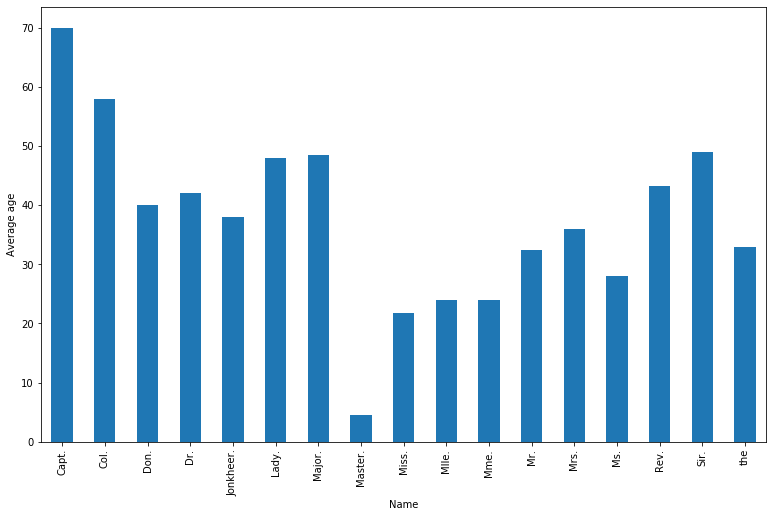 70
60
50
40
30
20
10
0
Average age
Capt.
Col.
Don.
Dr.
Jonkheer.
Lady.
Major.
Master.
Miss.
Mlle.
Mme.
Mr.
Mrs.
Ms.
Rev.
Sir.
the
Name